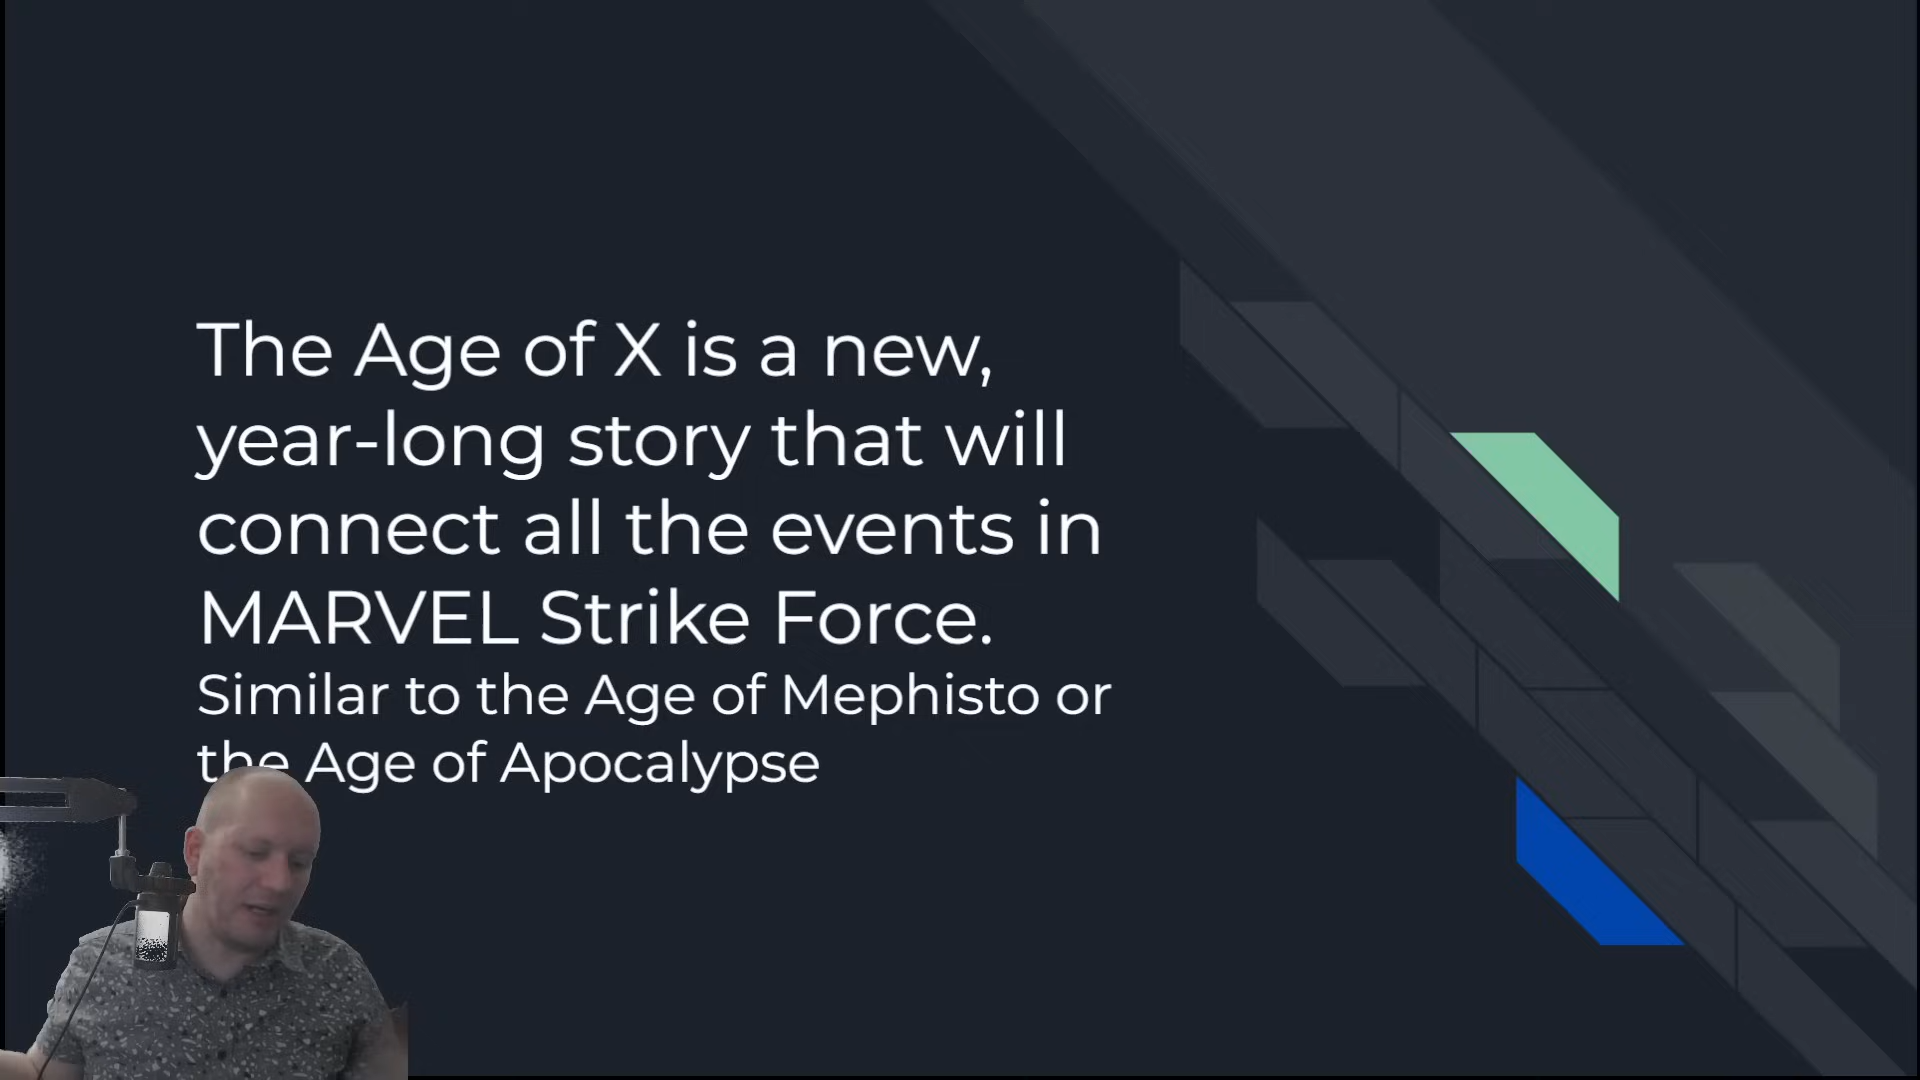 The Age of X is a new,
year-long story that will
connect all the events in
MARVEL Strike Force.
Similar to the Age of Mephisto or
the Age of Apocalypse